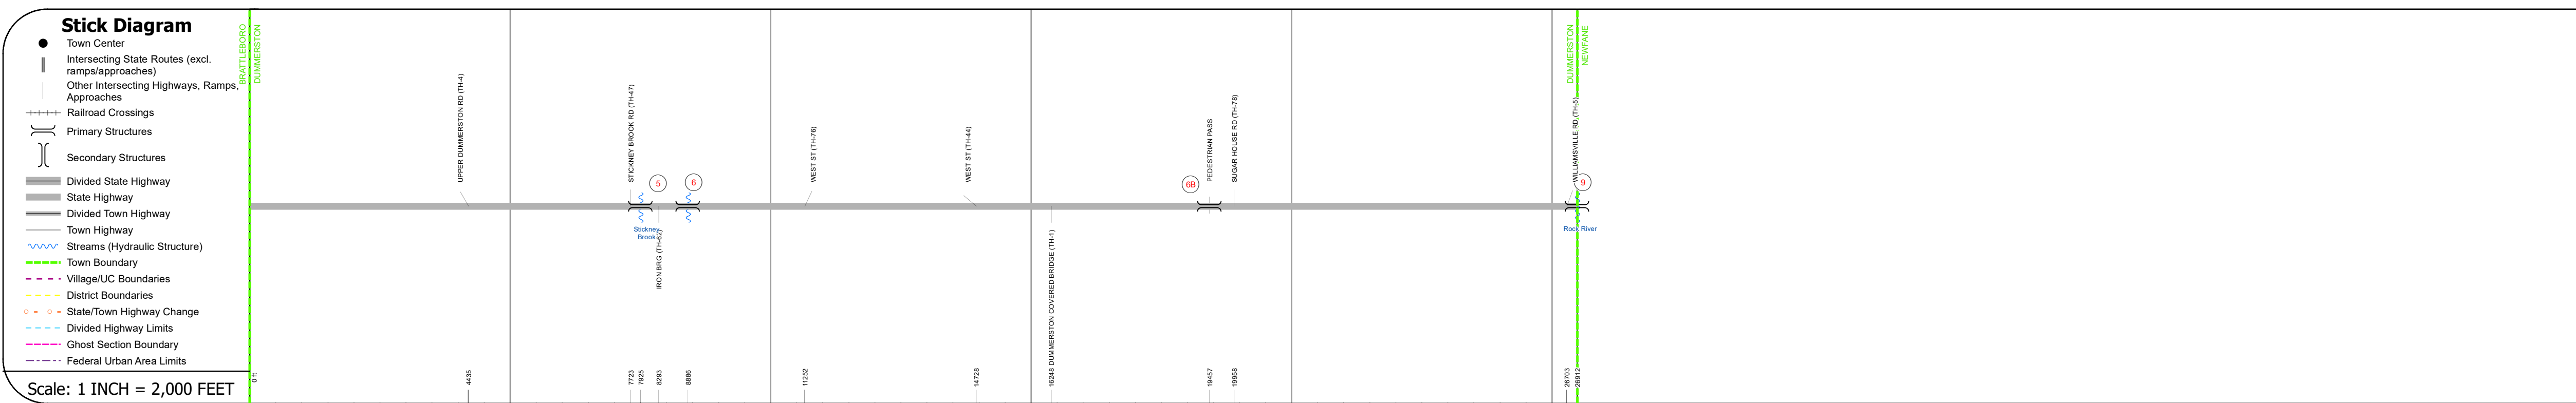 Stick Diagram
Town Center
Intersecting State Routes (excl.
ramps/approaches)
Other Intersecting Highways, Ramps,
Approaches
Railroad Crossings
Primary Structures
Secondary Structures
Divided State Highway
State Highway
Divided Town Highway
Town Highway
Streams (Hydraulic Structure)
Town Boundary
Village/UC Boundaries
District Boundaries
State/Town Highway Change
Divided Highway Limits
Ghost Section Boundary
Federal Urban Area Limits
Scale: 1 INCH = 2,000 FEET
BRATTLEBORO
DUMMERSTON
UPPER DUMMERSTON RD (TH-4)
STICKNEY BROOK RD (TH-47)
5
6
Stickney
Brook
IRON BRG (TH-62)
WEST ST (TH-76)
WEST ST (TH-44)
DUMMERSTON COVERED BRIDGE (TH-1)
6B
PEDESTRIAN PASS
SUGAR HOUSE RD (TH-78)
DUMMERSTON
NEWFANE
WILLIAMSVILLE RD (TH-5)
9
Rock River
0 ft
4435
7723
7925
8293
8886
11252
14728
16248
19457
19958
26703
26912